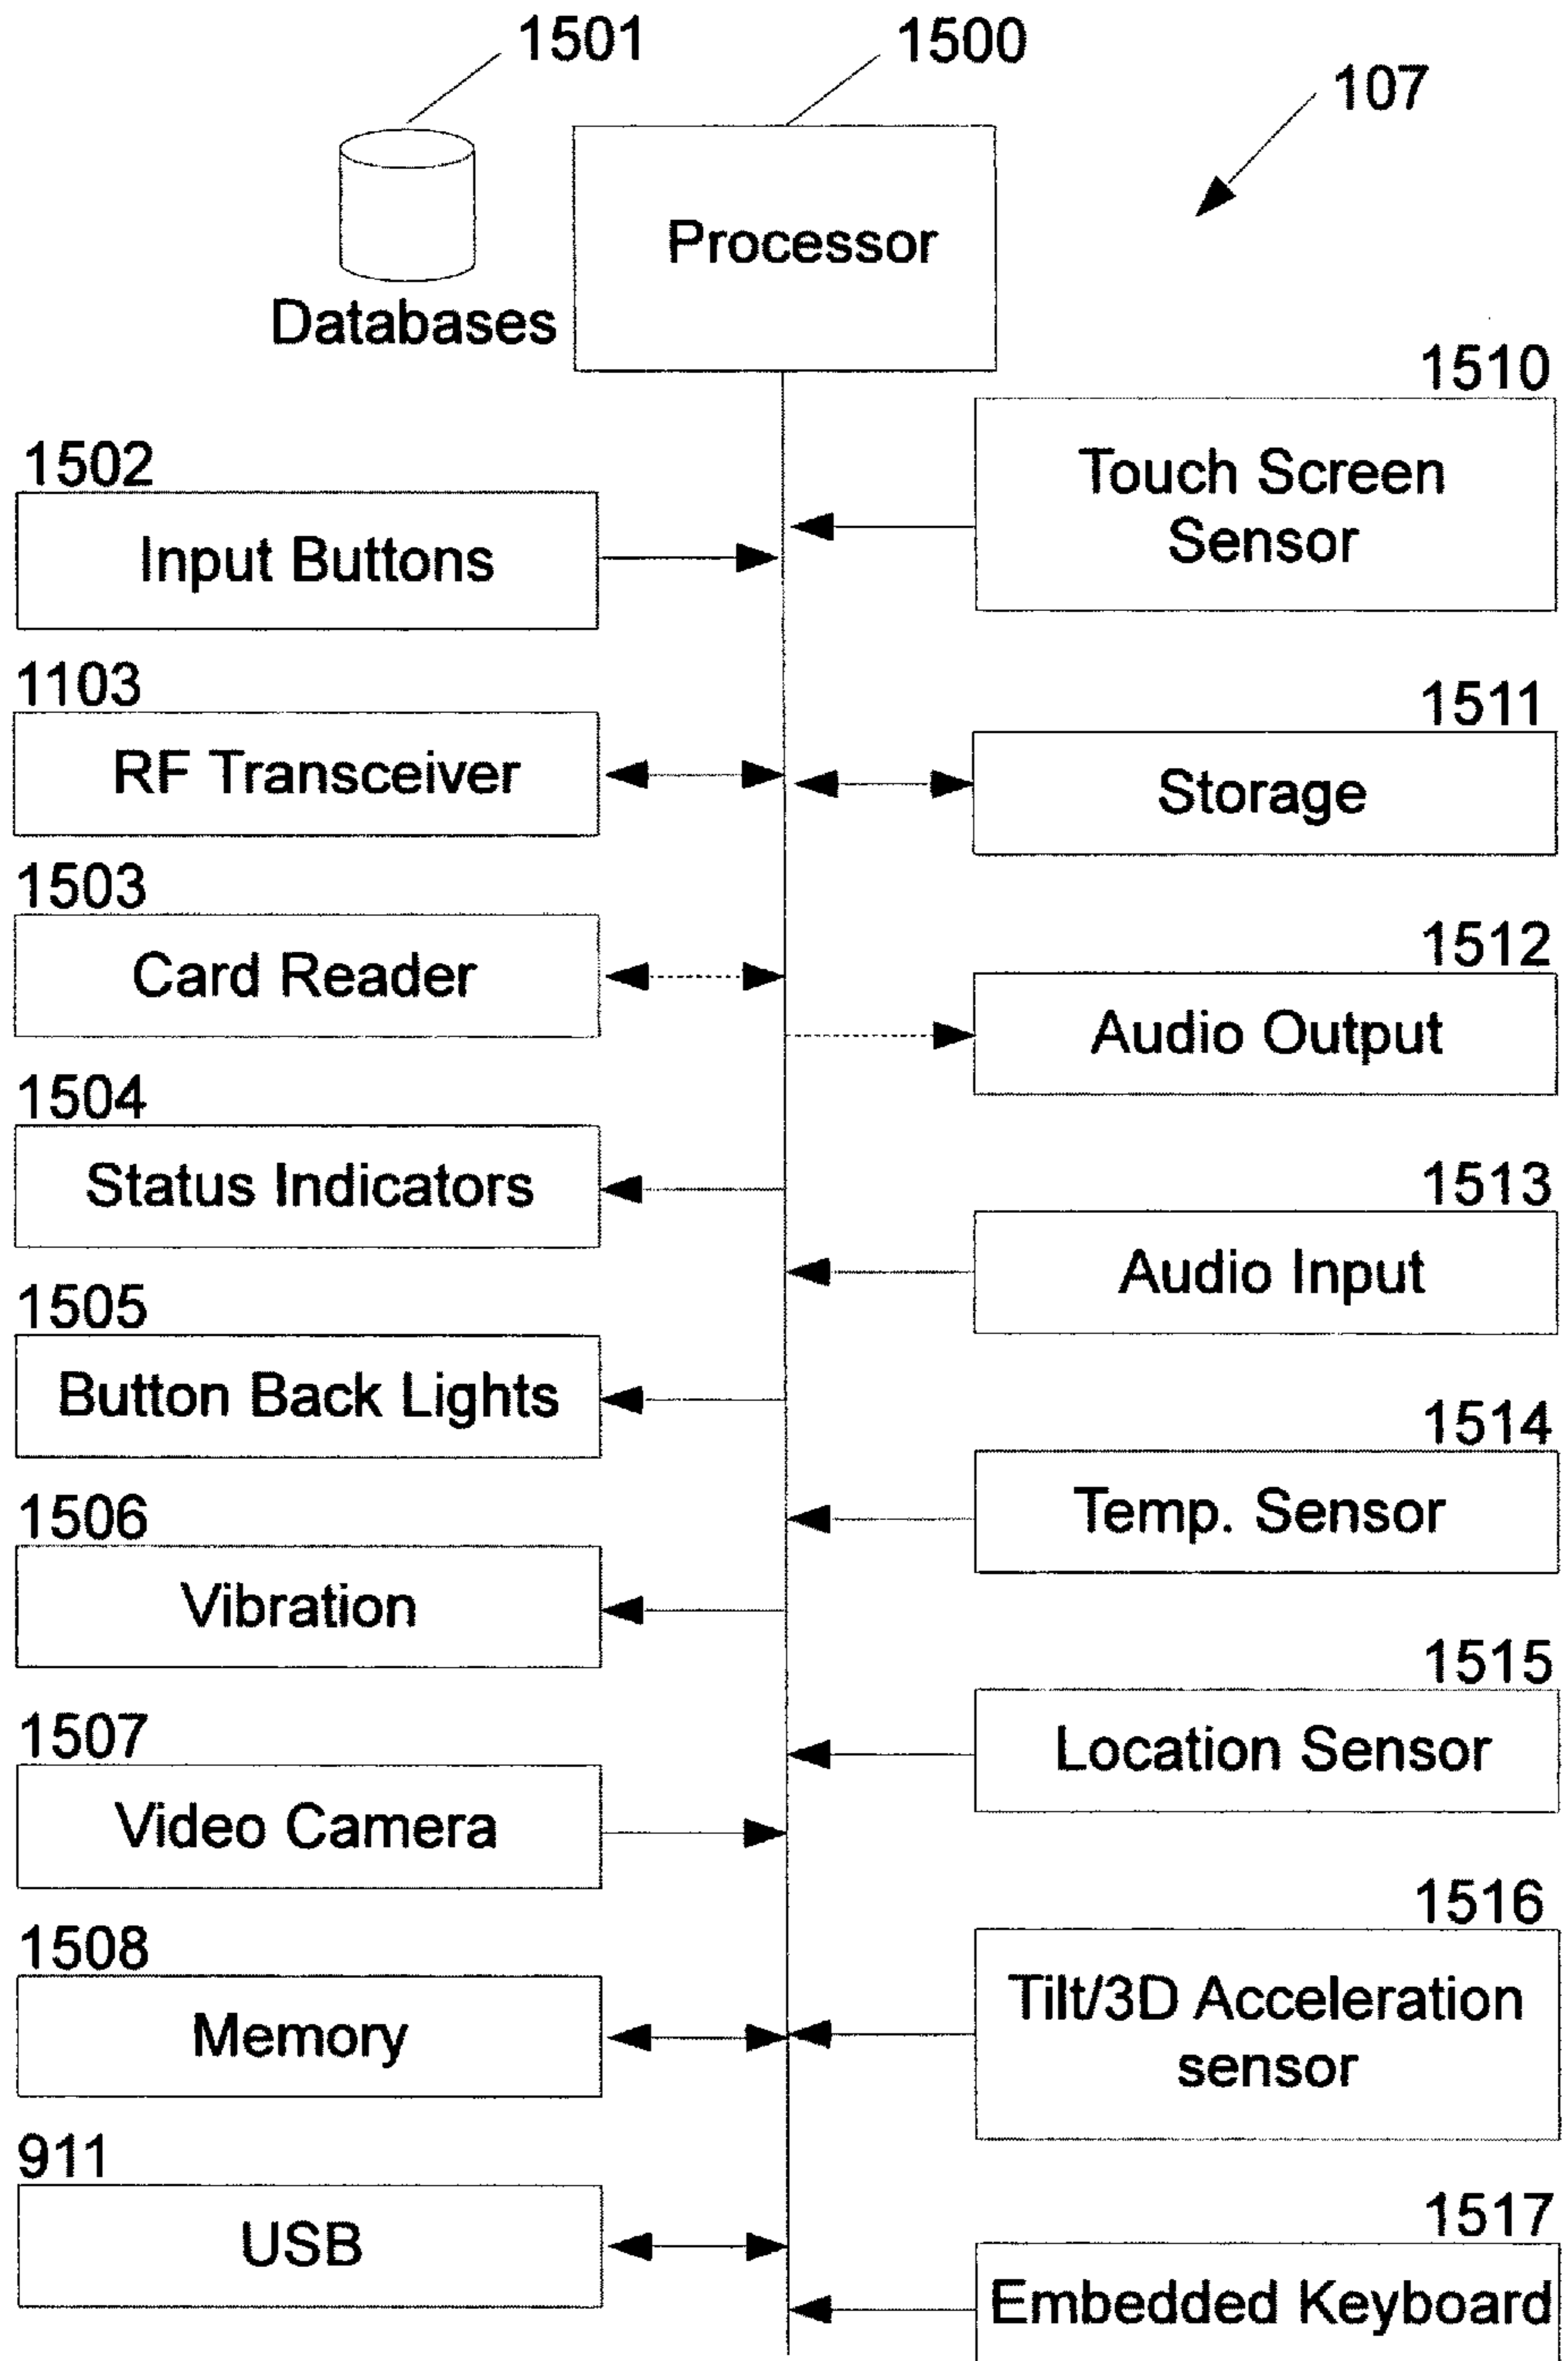 1501
1500
107
Processor
Databases
1510
Touch Screen
Sensor
1502
Input Buttons
1103
RF Transceiver
1511
Storage
1503
Card Reader
1512
Audio Output
1504
Status Indicators
1513
Audio Input
1505
Button Back Lights
1514
Temp. Sensor
1506
Vibration
1515
Location Sensor
1507
Video Camera
1516
Tilt/3D Acceleration
sensor
1508
Memory
911
USB
1517
Embedded Keyboard